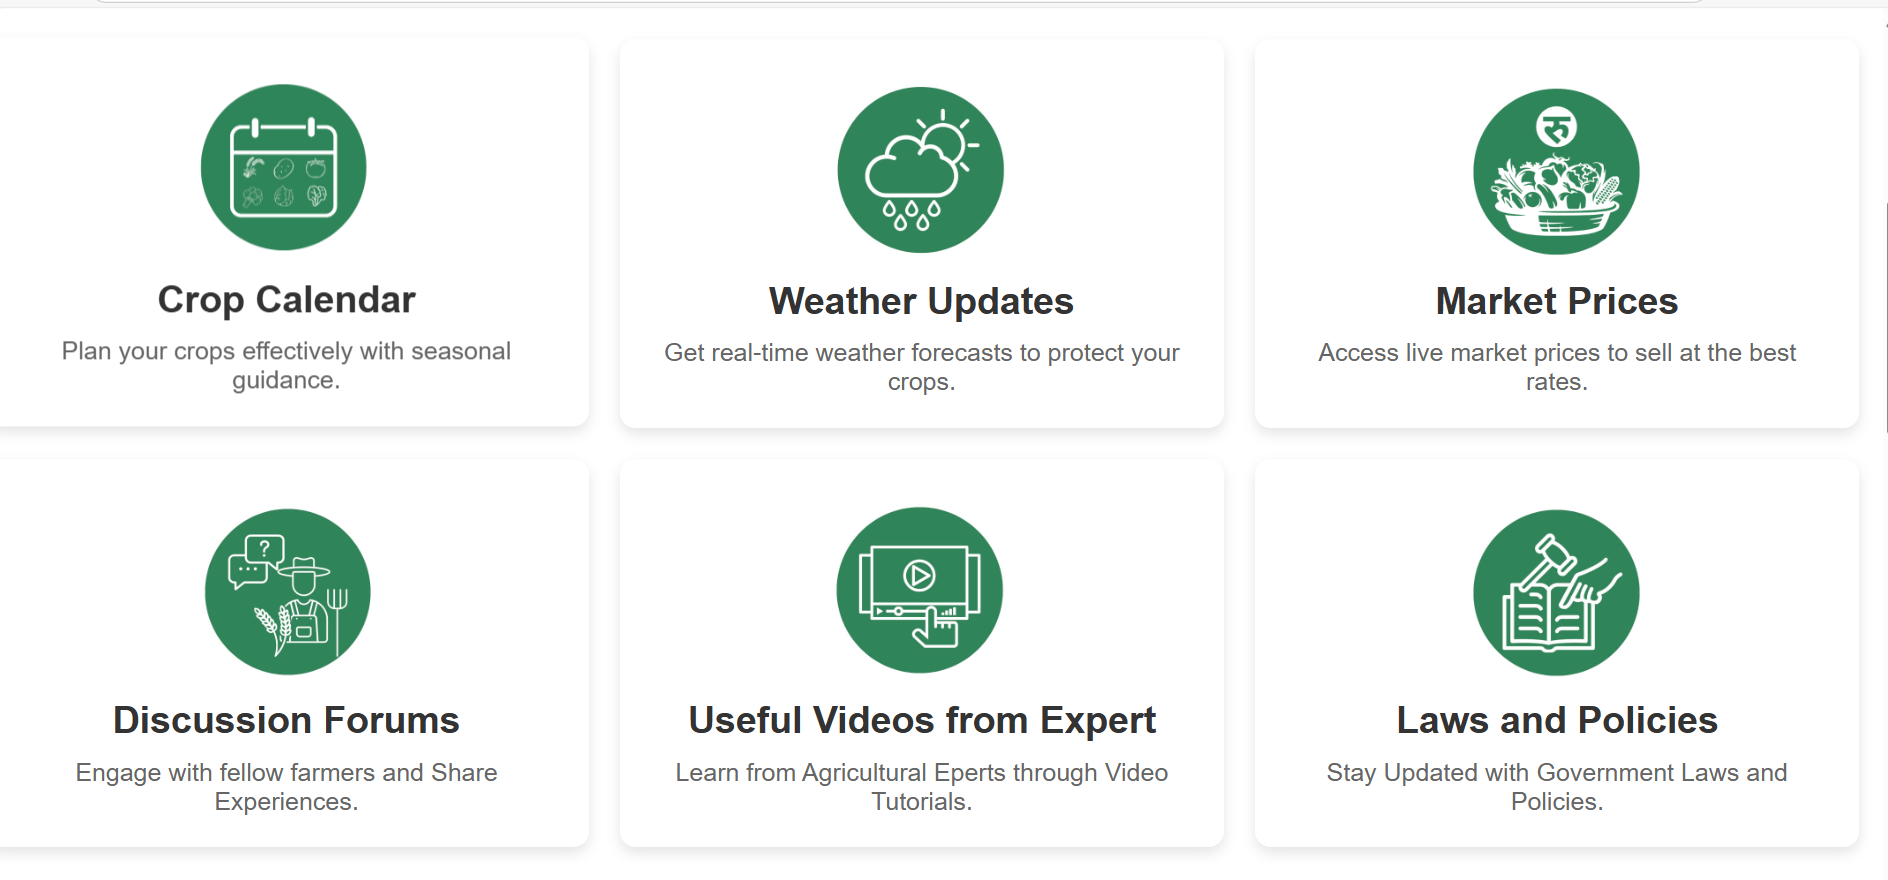 रु
Crop Calendar
Plan your crops effectively with seasonal
guidance.
Weather Updates
Get real-time weather forecasts to protect your
crops.
Market Prices
Access live market prices to sell at the best
rates.
?
Discussion Forums
Engage with fellow farmers and Share
Experiences.
Useful Videos from Expert
Learn from Agricultural Eperts through Video
Tutorials.
Laws and Policies
Stay Updated with Government Laws and
Policies.